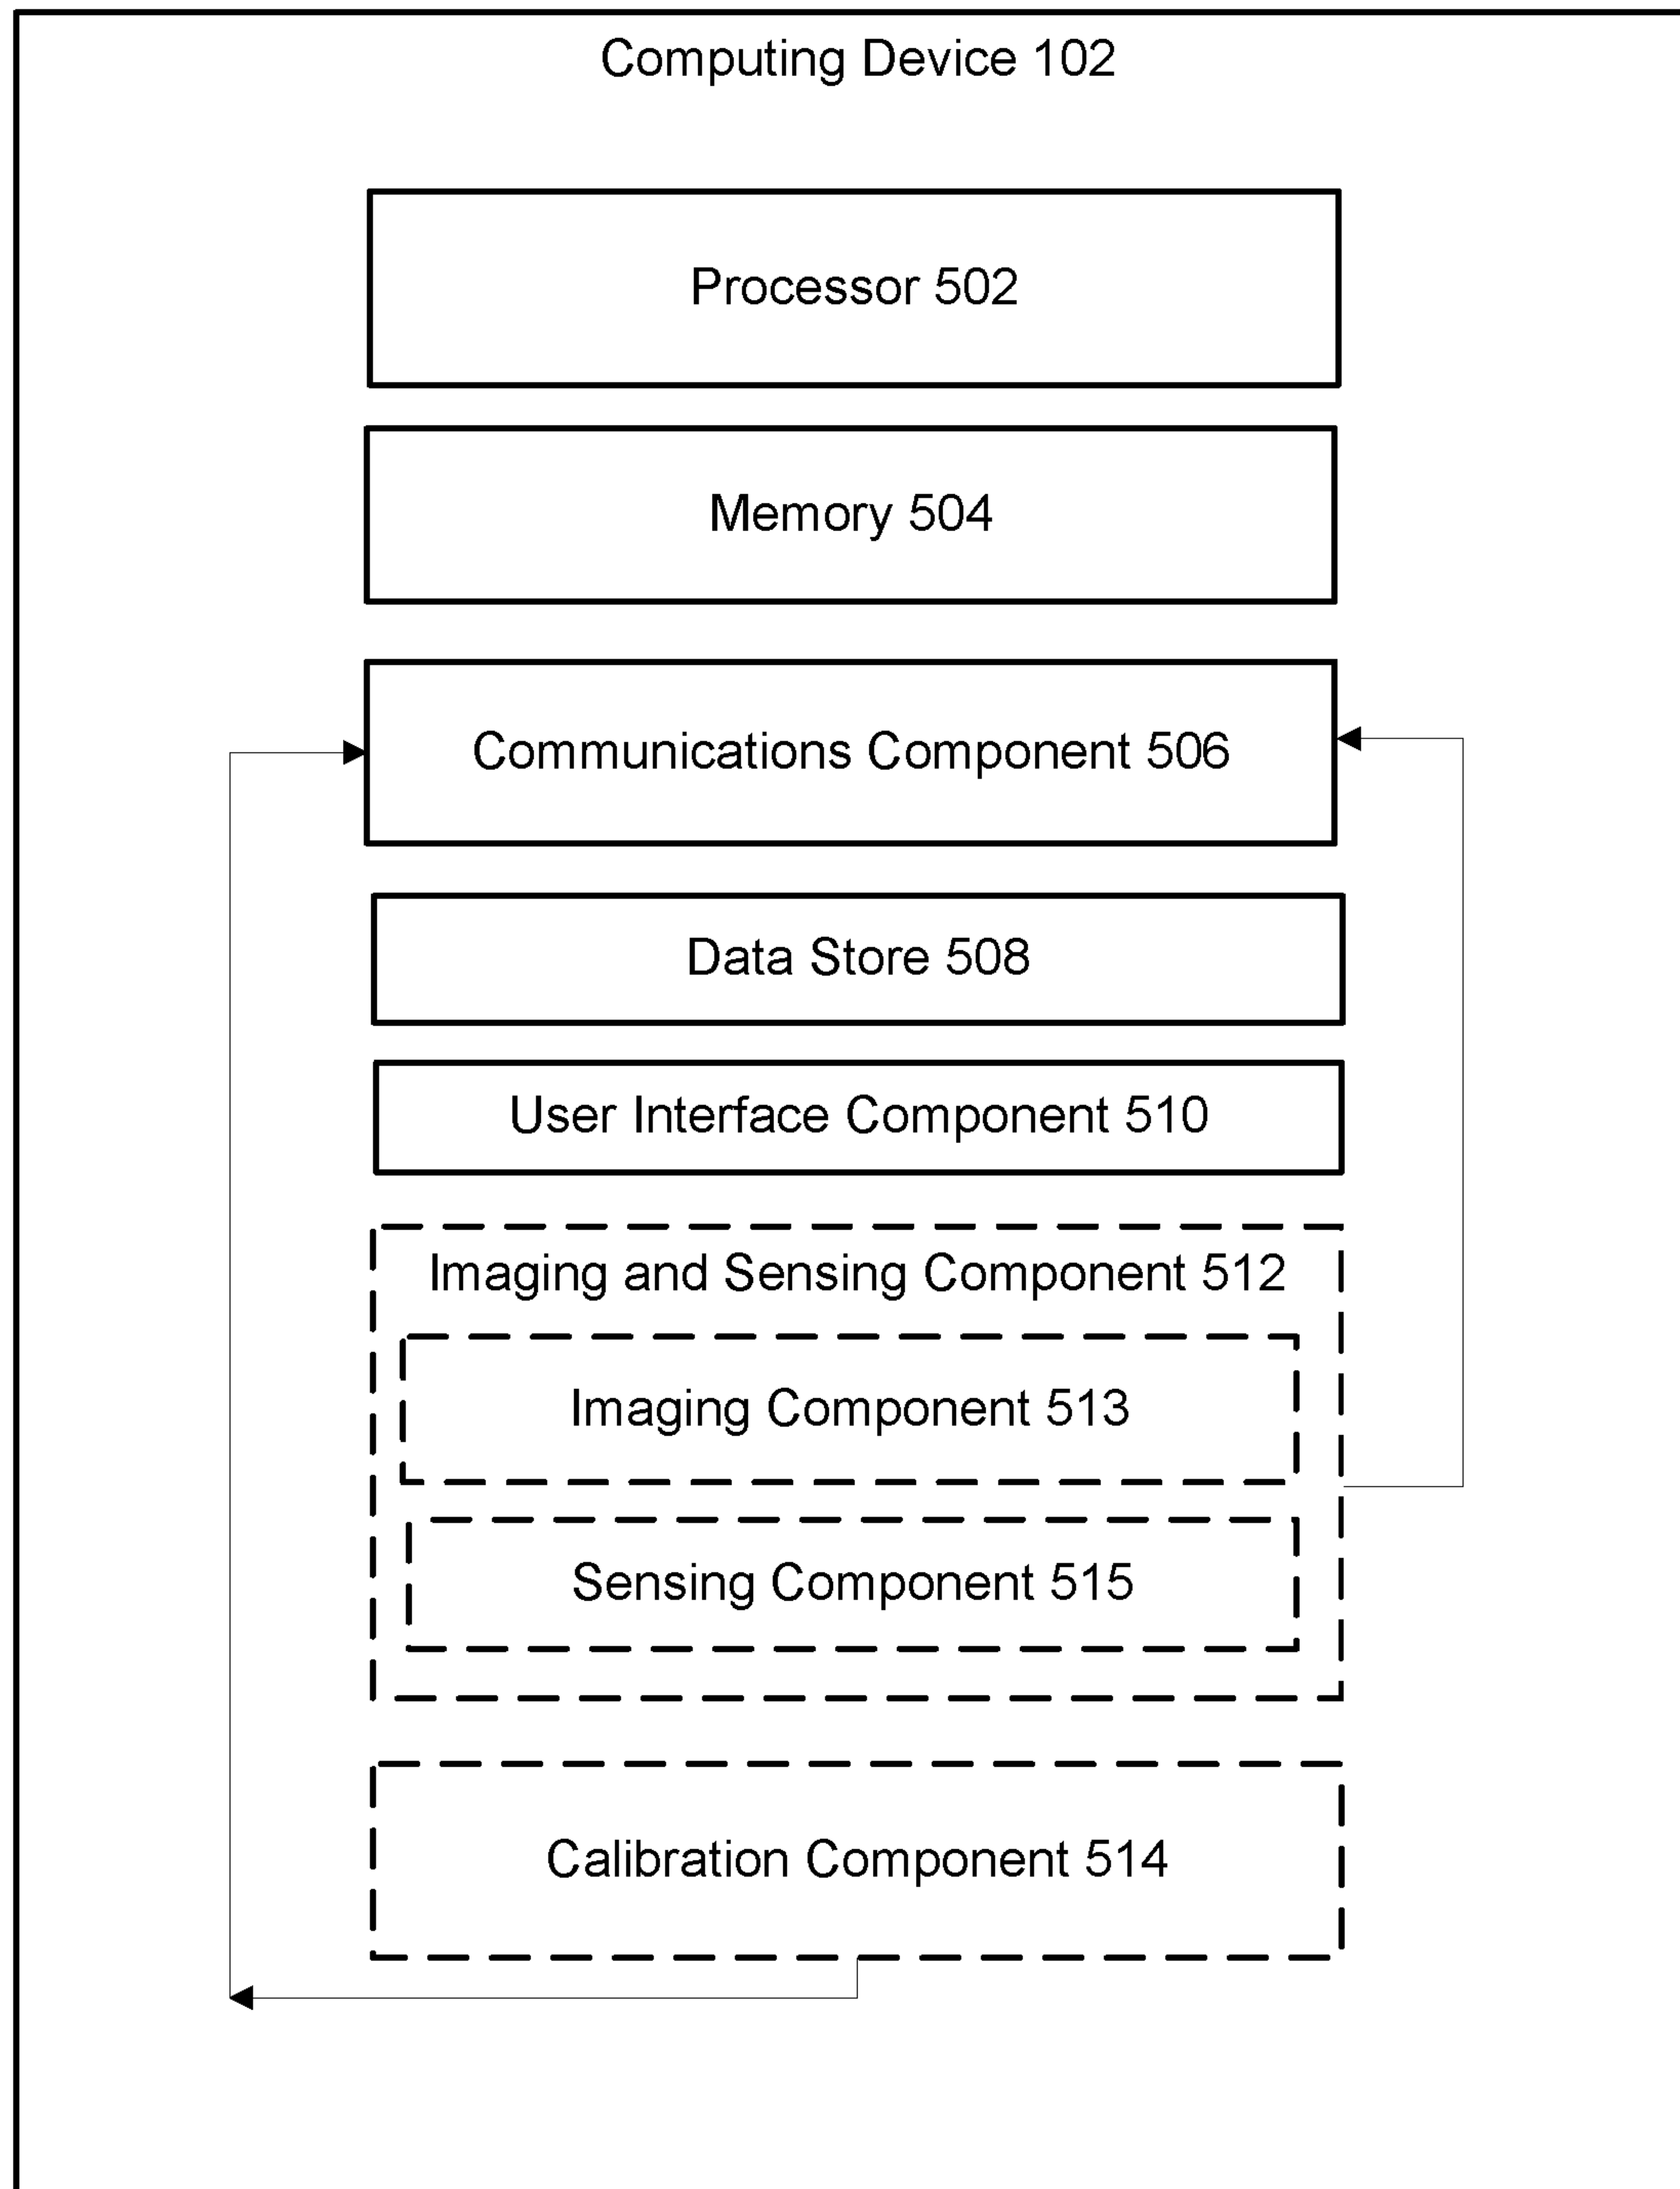 Computing Device 102
Processor 502
Memory 504
Communications Component 506
Data Store 508
User Interface Component 510
Imaging and Sensing Component 512
Imaging Component 513
Sensing Component 515
Calibration Component 514